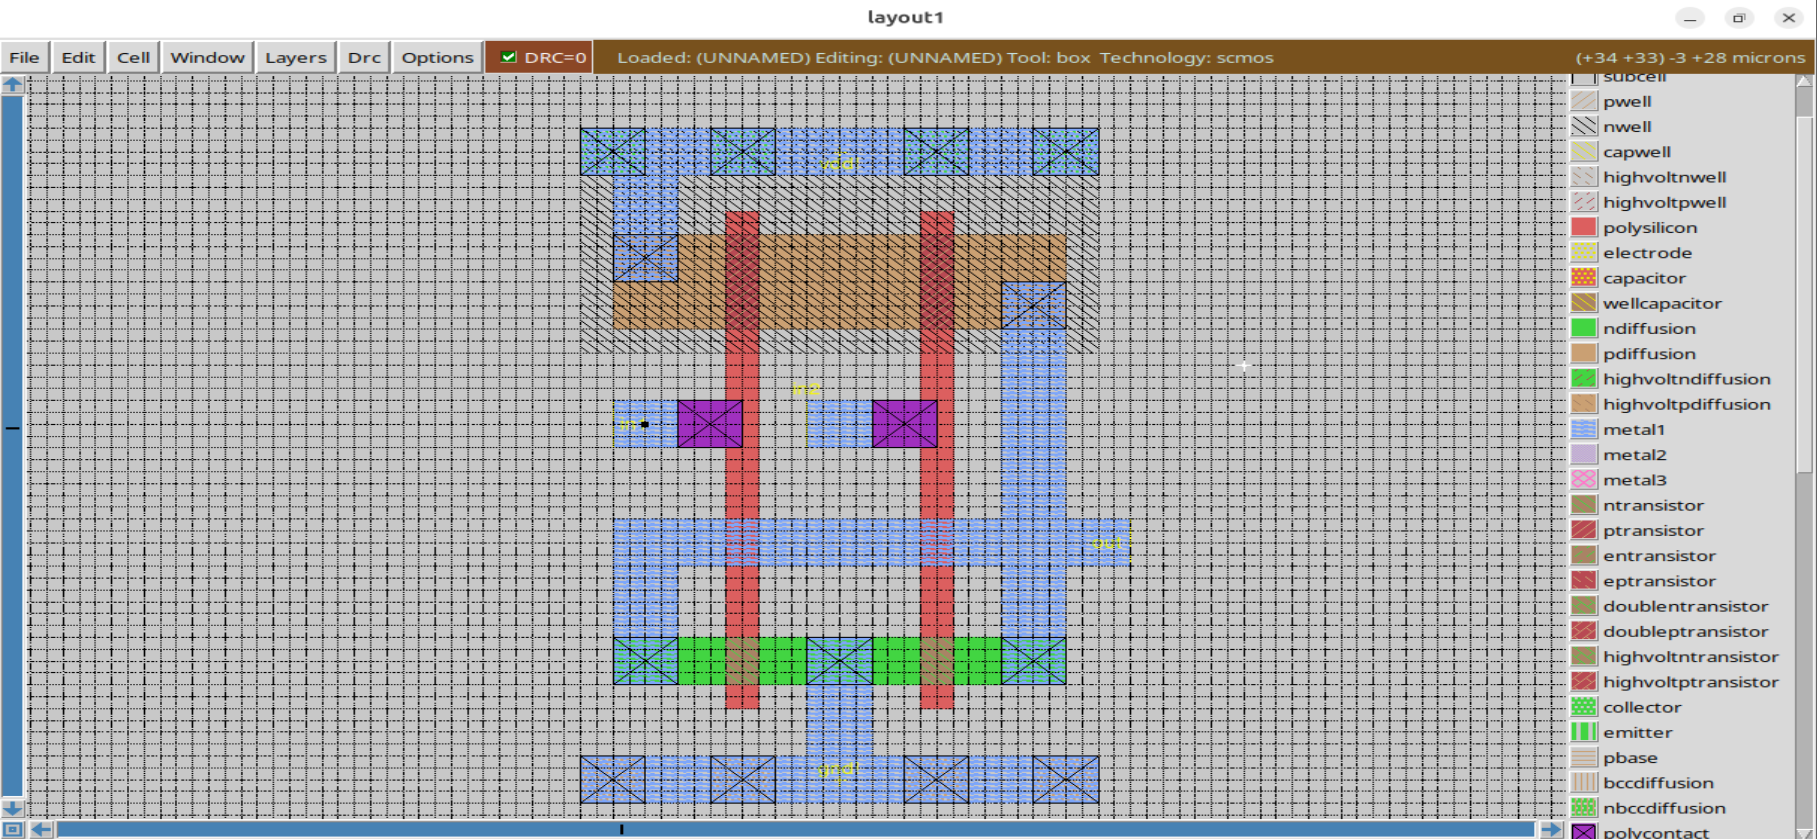 layout1
File Edit Cell Window Layers Drc Options DRC=0 Loaded: (UNNAMED) Editing: (UNNAMED) Tool: box Technology: scmos (+34 +33) -3 +28 microns
subcell
pwell
nwell
capwell
highvoltnwell
highvoltpwell
polysilicon
electrode
capacitor
wellcapacitor
ndiffusion
pdiffusion
highvoltndiffusion
highvoltpdiffusion
metal1
metal2
metal3
ntransistor
ptransistor
entransistor
eptransistor
doublentransistor
doubleptransistor
highvoltntransistor
highvoltptransistor
collector
emitter
pbase
bccdiffusion
nbccdiffusion
polycontact
vdd!
in2
out
gnd!